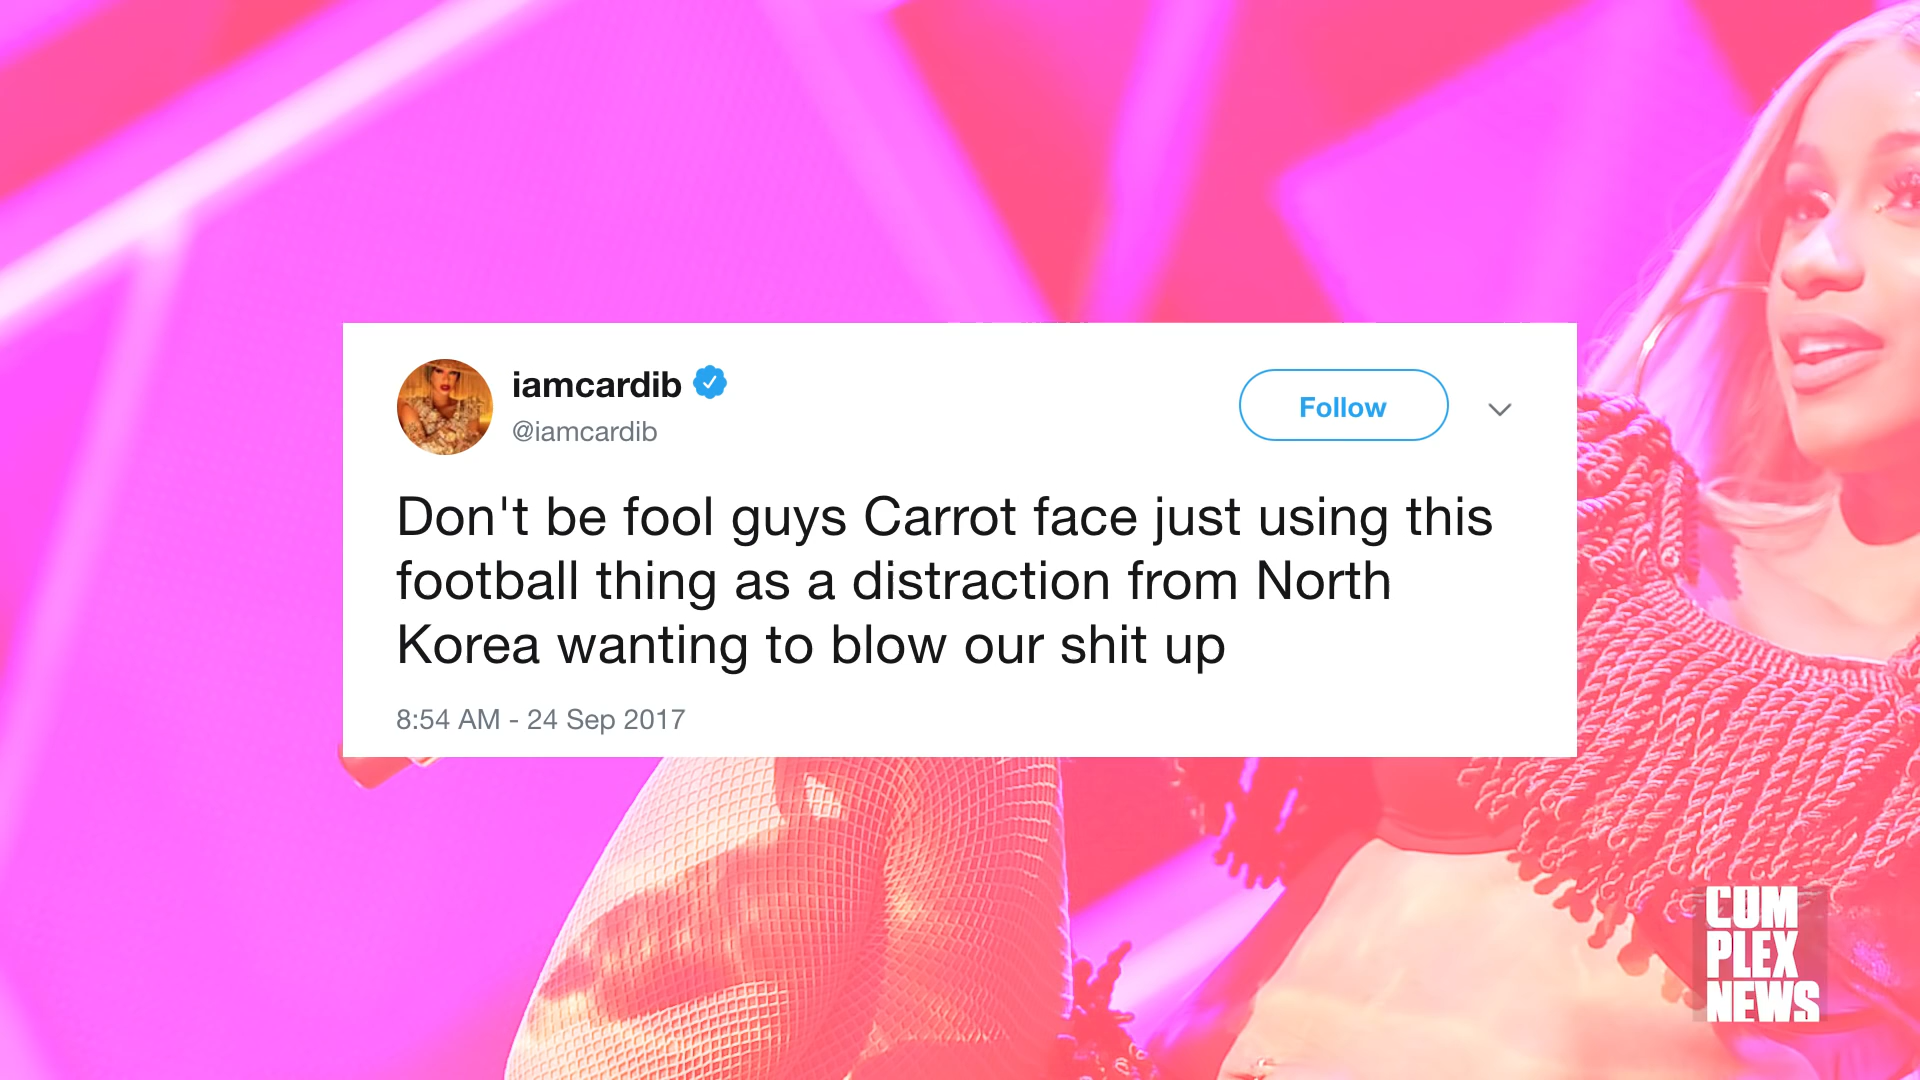 iamcardib
@iamcardib
Follow
Don't be fool guys Carrot face just using this
football thing as a distraction from North
Korea wanting to blow our shit up
8:54 AM - 24 Sep 2017
COM
PLEX
NEWS